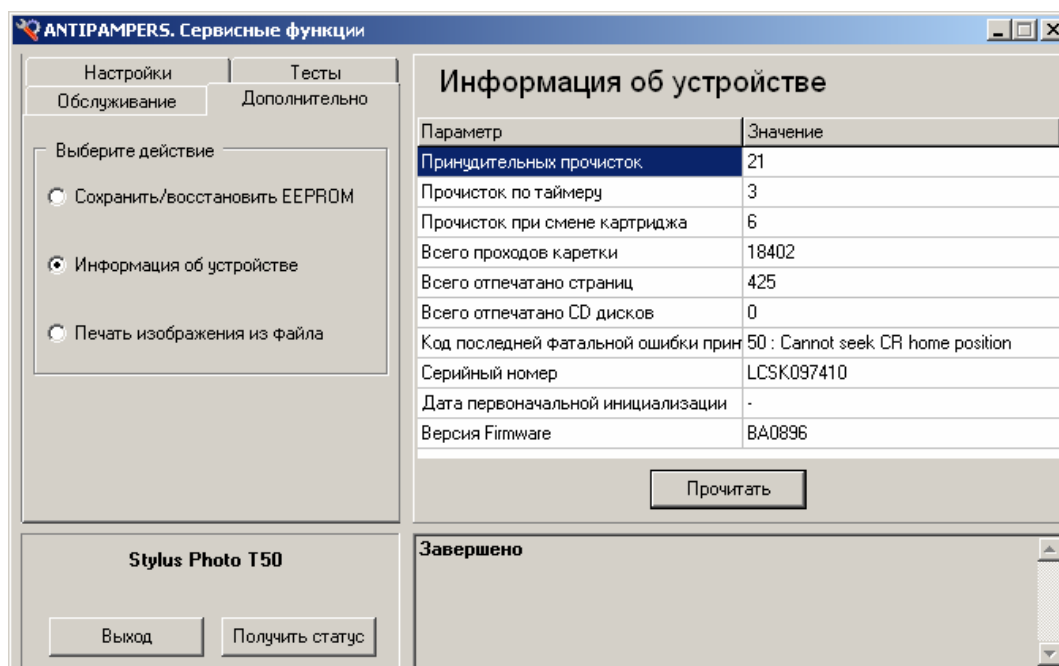 ANTIPAMPERS. Сервисные функции
Настройки
Тесты
Обслуживание
Дополнительно
Выберите действие
Сохранить/восстановить EEPROM
Информация об устройстве
Печать изображения из файла
Информация об устройстве
Параметр Значение
Принудительных прочисток 21
Прочисток по таймеру 3
Прочисток при смене картриджа 6
Всего проходов каретки 18402
Всего отпечатано страниц 425
Всего отпечатано CD дисков 0
Код последней фатальной ошибки прин 50 : Cannot seek CR home position
Серийный номер LCSK097410
Дата первоначальной инициализации -
Версия Firmware BA0896
Прочитать
Stylus Photo T50
Выход
Получить статус
Завершено